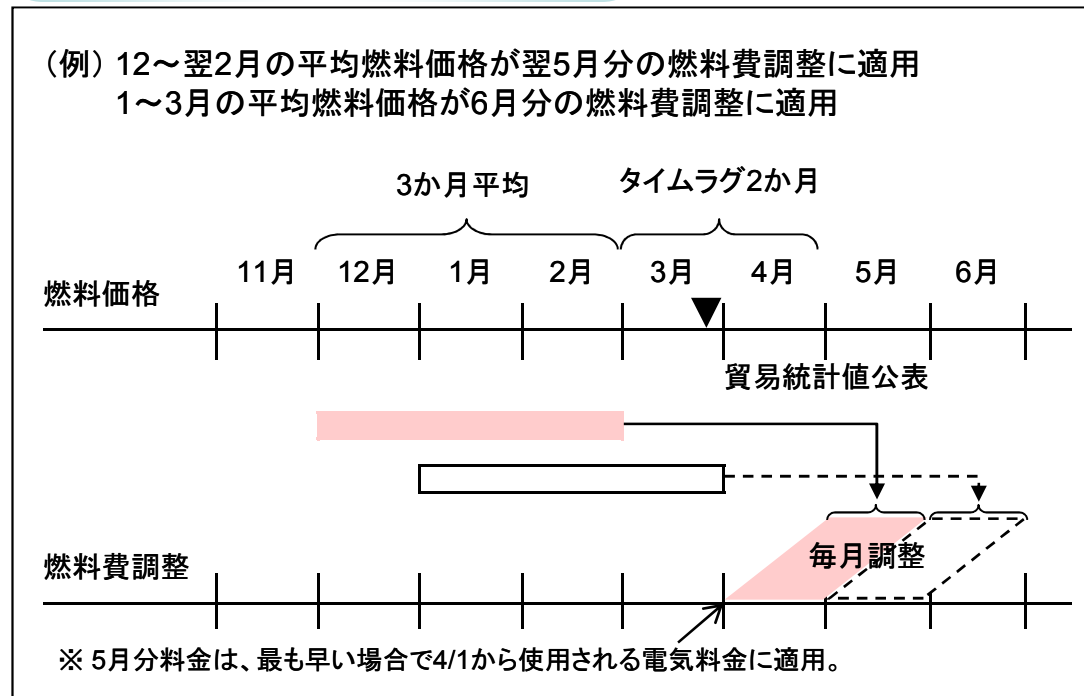 （例）12～翌2月の平均燃料価格が翌5月分の燃料費調整に適用
1～3月の平均燃料価格が6月分の燃料費調整に適用
3か月平均
タイムラグ2か月
11月 12月 1月 2月 3月 4月 5月 6月
燃料価格
貿易統計値公表
毎月調整
燃料費調整
※ 5月分料金は、最も早い場合で4/1から使用される電気料金に適用。